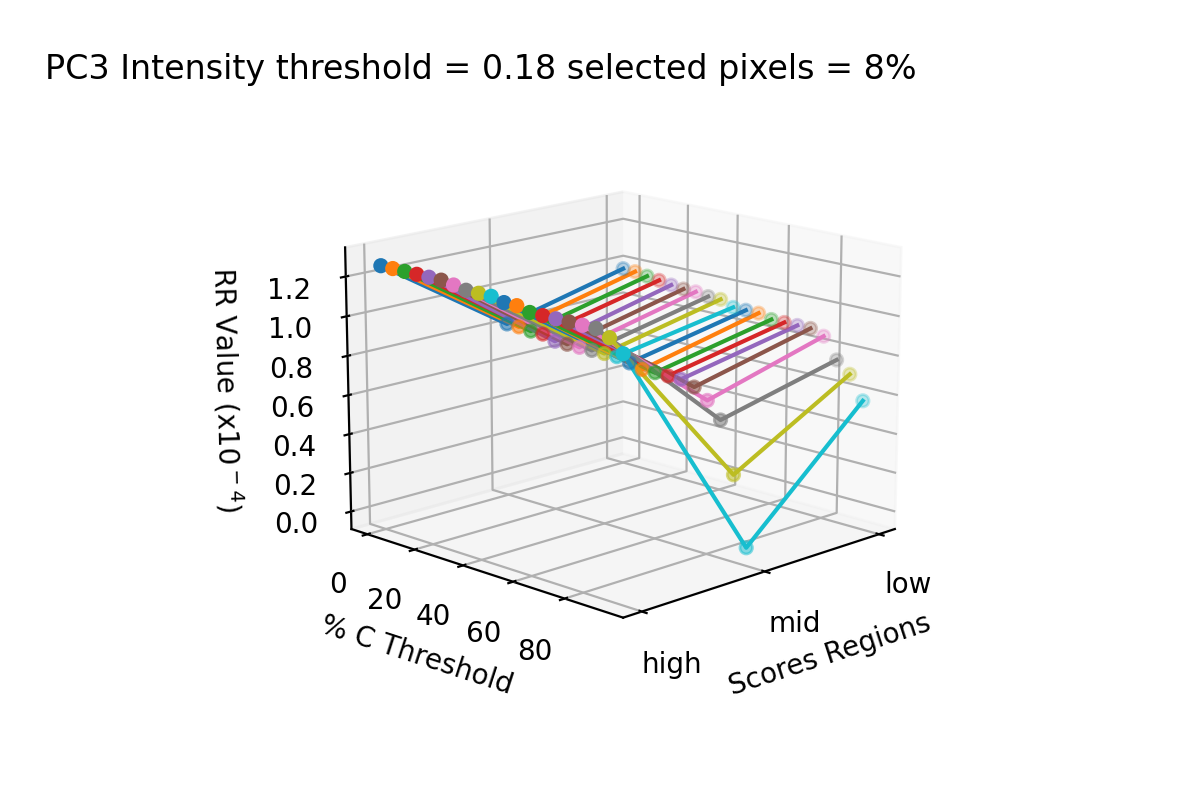 PC3 Intensity threshold = 0.18 selected pixels = 8%
RR Value (x10⁻⁴)
1.2
1.0
0.8
0.6
0.4
0.2
0.0
0
20
40
60
80
% C Threshold
high
mid
low
Scores Regions